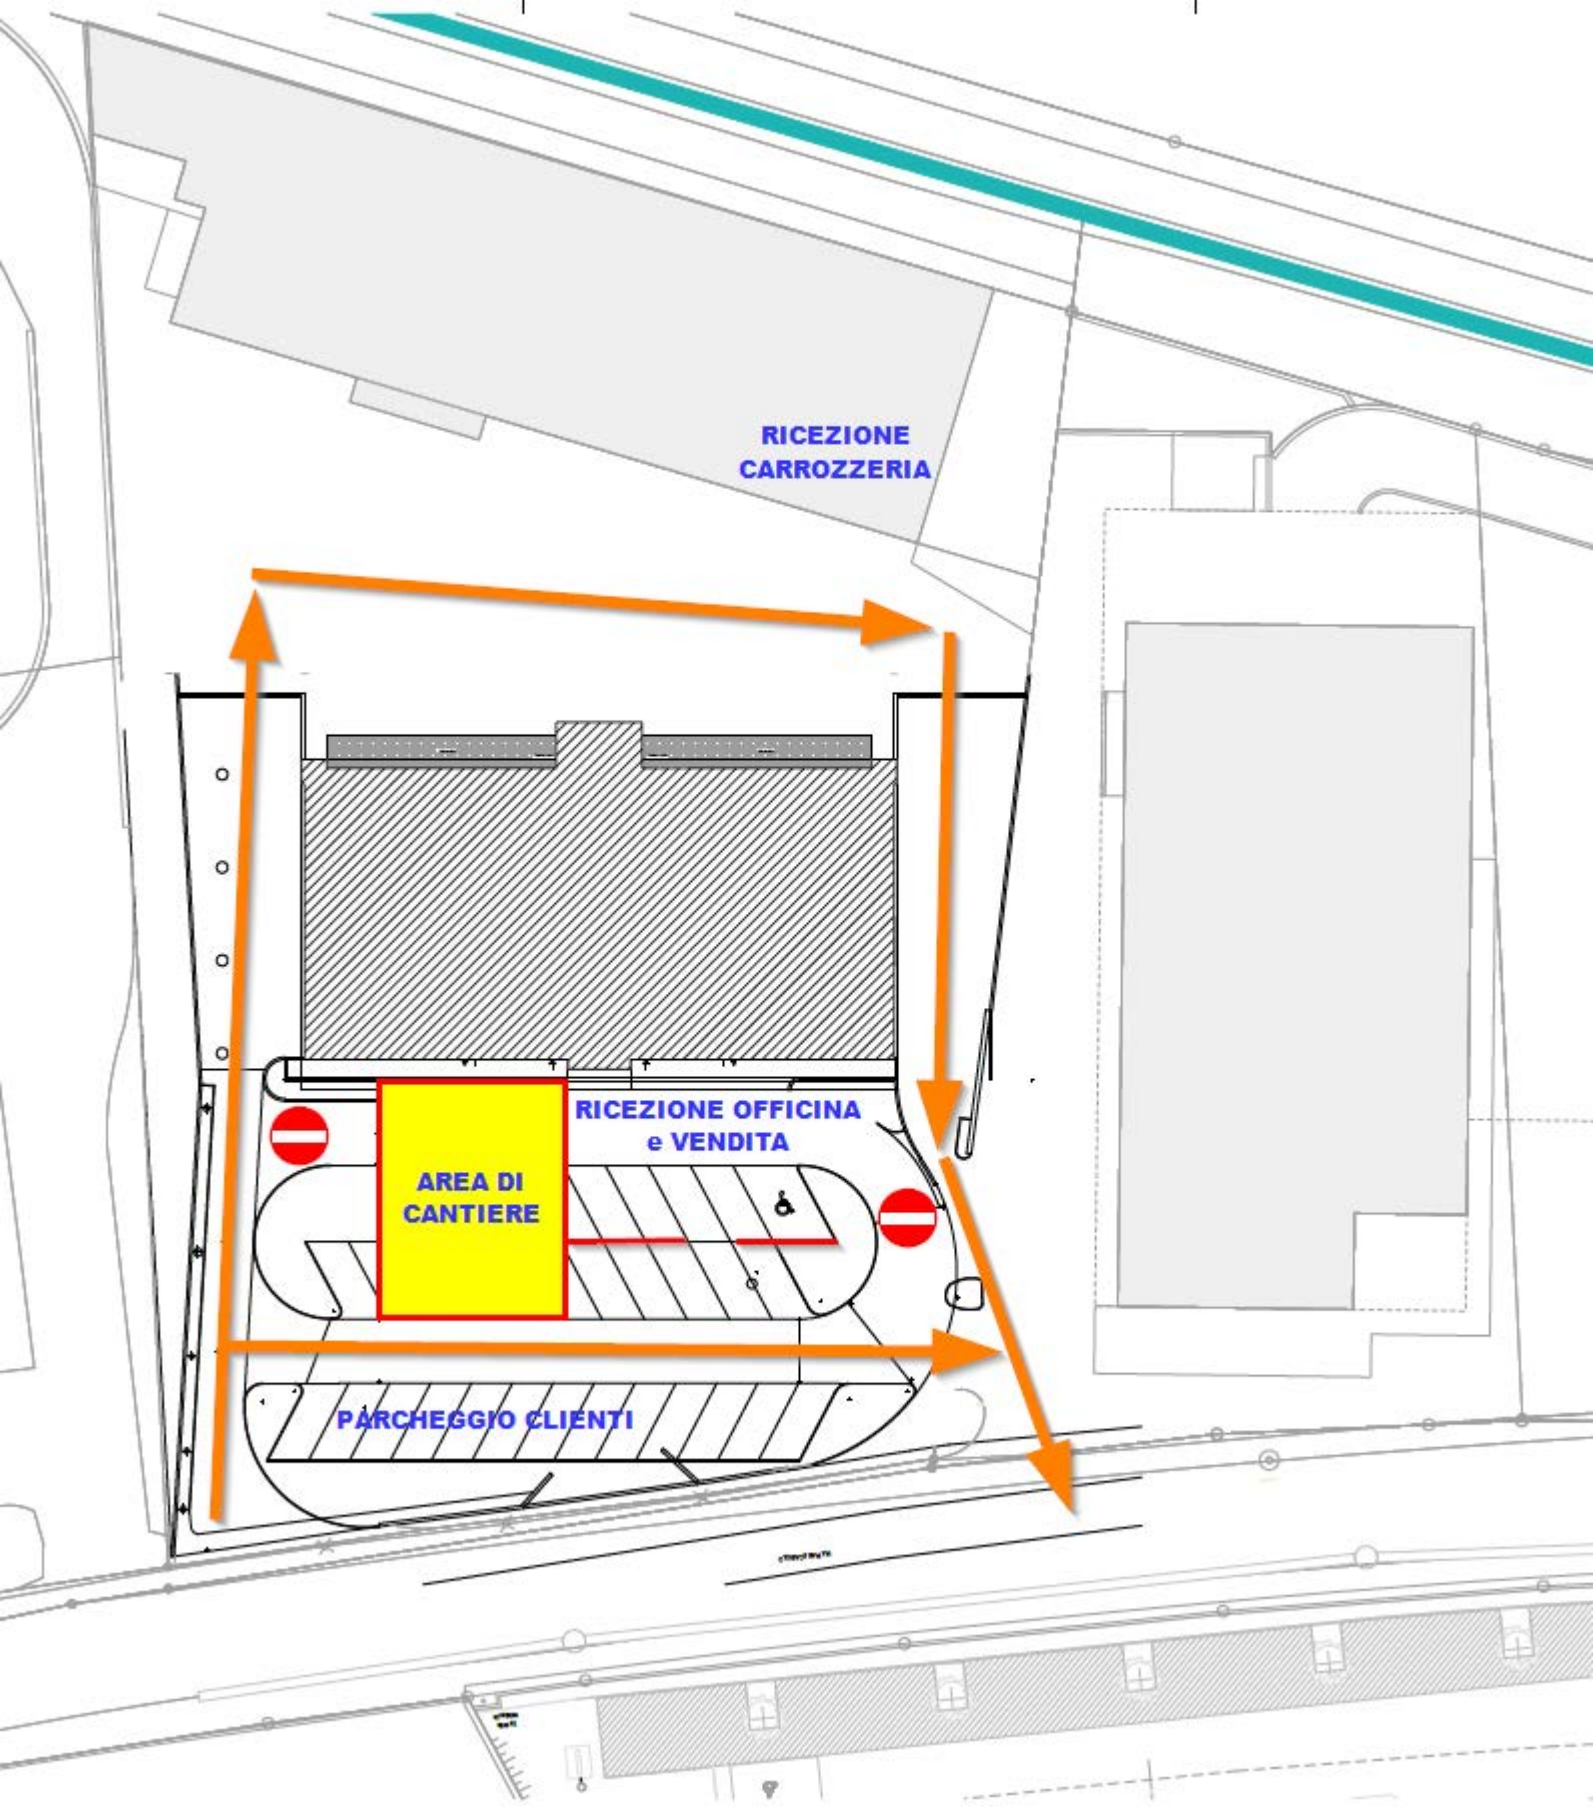 RICEZIONE
CARROZZERIA
RICEZIONE OFFICINA
e VENDITA
AREA DI
CANTIERE
PARCHEGGIO CLIENTI